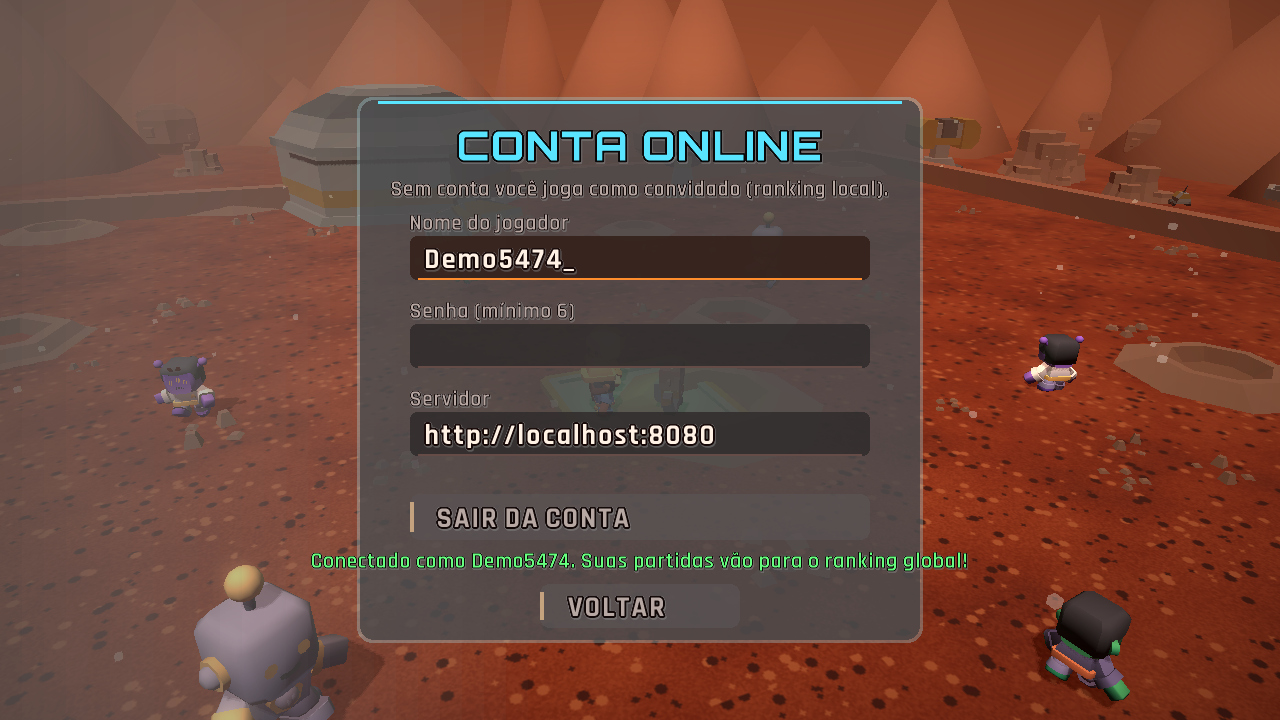 CONTA ONLINE
Sem conta você joga como convidado (ranking local).
Nome do jogador
Demo5474_
Senha (mínimo 6)
Servidor
http://localhost:8080
SAIR DA CONTA
Conectado como Demo5474. Suas partidas vão para o ranking global!
VOLTAR